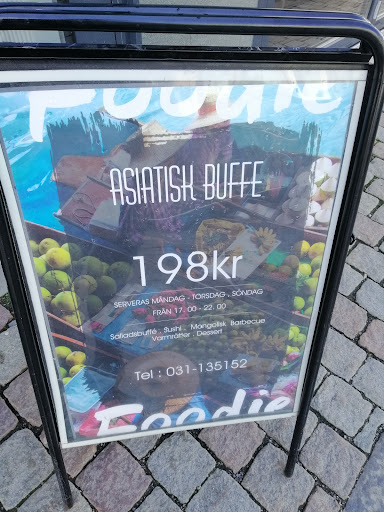 Foodie
ASIATISK BUFFE
198kr
SERVERAS MÅNDAG - TORSDAG , SÖNDAG
FRÅN 17: 00 - 22: 00
Salladsbuffé . Sushi . Mongolisk Barbecue
Varmrätter . Dessert
Tel : 031-135152
Foodie